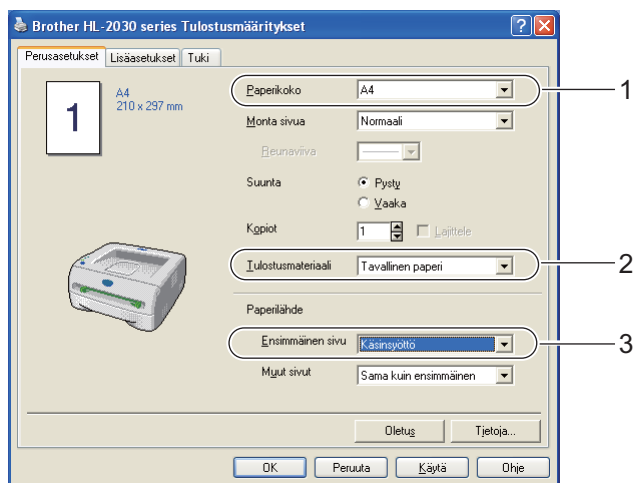 Brother HL-2030 series Tulostusmääritykset
Perusasetukset Lisäasetukset Tuki
1
A4
210 x 297 mm
Paperikoko A4 1
Monta sivua Normaali
Reunaviiva
Suunta Pysty
Vaaka
Kopiot 1 Lajittele
Tulostusmateriaali Tavallinen paperi 2
Paperilähde
Ensimmäinen sivu Käsinsyöttö 3
Muut sivut Sama kuin ensimmäinen
Oletus Tietoja...
OK Peruuta Käytä Ohje